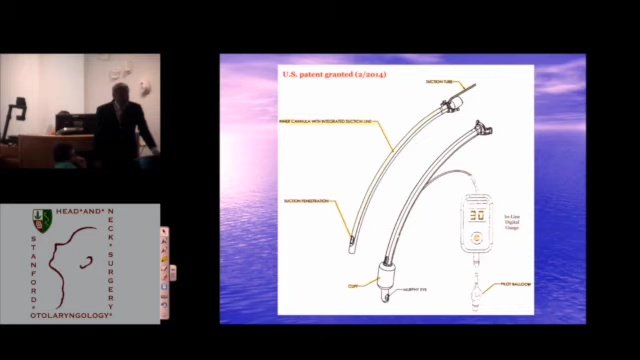 U.S. patent granted (2/2014)
SUCTION TUBE
INNER CANNULA WITH INTEGRATED SUCTION LINE
SUCTION FENESTRATION
30
In-Line
Digital
Gauge
CUFF
MURPHY EYE
PILOT BALLOON
HEAD*AND*
NECK*SURGERY
STANFORD
OTOLARYNGOLOGY*